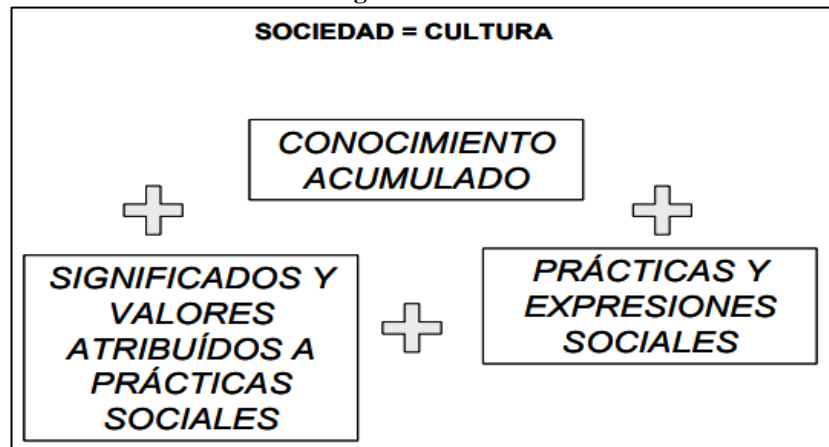 SOCIEDAD = CULTURA
CONOCIMIENTO
ACUMULADO
SIGNIFICADOS Y
VALORES
ATRIBUÍDOS A
PRÁCTICAS
SOCIALES
PRÁCTICAS Y
EXPRESIONES
SOCIALES